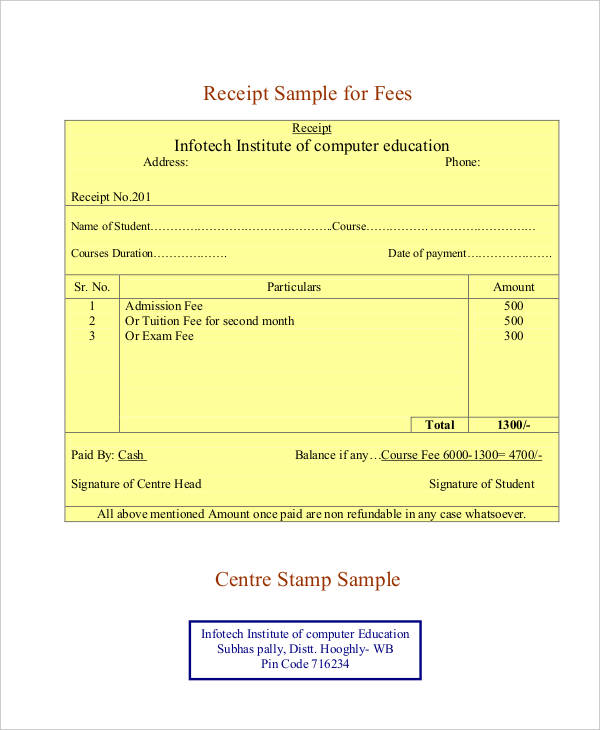 Receipt Sample for Fees
Receipt
Infotech Institute of computer education
Address: Phone:
Receipt No.201
Name of Student……………………………………………..Course……………… …………………………
Courses Duration…………………. Date of payment…………………….
Sr. No. Particulars Amount
1 Admission Fee 500
2 Or Tuition Fee for second month 500
3 Or Exam Fee 300
Total 1300/-
Paid By: Cash Balance if any…Course Fee 6000-1300= 4700/-
Signature of Centre Head Signature of Student
All above mentioned Amount once paid are non refundable in any case whatsoever.
Centre Stamp Sample
Infotech Institute of computer Education
Subhas pally, Distt. Hooghly- WB
Pin Code 716234